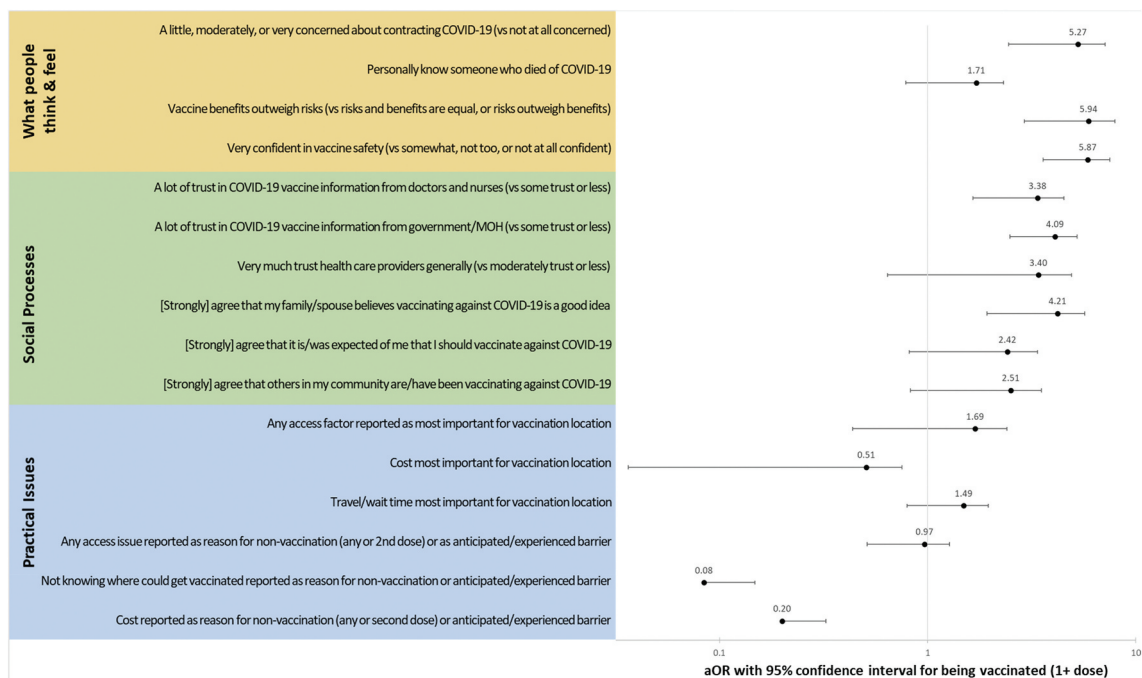 What people
think & feel
A little, moderately, or very concerned about contracting COVID-19 (vs not at all concerned)
5.27
Personally know someone who died of COVID-19
1.71
Vaccine benefits outweigh risks (vs risks and benefits are equal, or risks outweigh benefits)
5.94
Very confident in vaccine safety (vs somewhat, not too, or not at all confident)
5.87
Social Processes
A lot of trust in COVID-19 vaccine information from doctors and nurses (vs some trust or less)
3.38
A lot of trust in COVID-19 vaccine information from government/MOH (vs some trust or less)
4.09
Very much trust health care providers generally (vs moderately trust or less)
3.40
[Strongly] agree that my family/spouse believes vaccinating against COVID-19 is a good idea
4.21
[Strongly] agree that it is/was expected of me that I should vaccinate against COVID-19
2.42
[Strongly] agree that others in my community are/have been vaccinating against COVID-19
2.51
Practical Issues
Any access factor reported as most important for vaccination location
1.69
Cost most important for vaccination location
0.51
Travel/wait time most important for vaccination location
1.49
Any access issue reported as reason for non-vaccination (any or 2nd dose) or as anticipated/experienced barrier
0.97
Not knowing where could get vaccinated reported as reason for non-vaccination or anticipated/experienced barrier
0.08
Cost reported as reason for non-vaccination (any or second dose) or anticipated/experienced barrier
0.20
0.1
1
10
aOR with 95% confidence interval for being vaccinated (1+ dose)